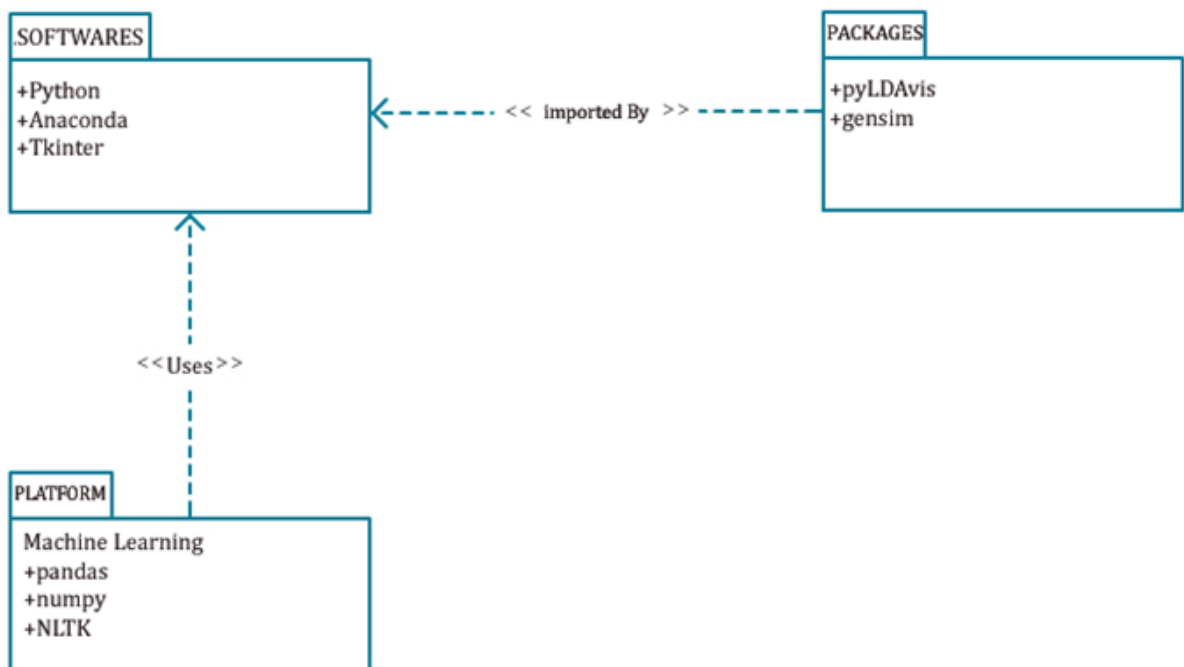 .SOFTWARES
+Python
+Anaconda
+Tkinter
<< imported By >>
PACKAGES
+pyLDAvis
+gensim
<<Uses>>
PLATFORM
Machine Learning
+pandas
+numpy
+NLTK